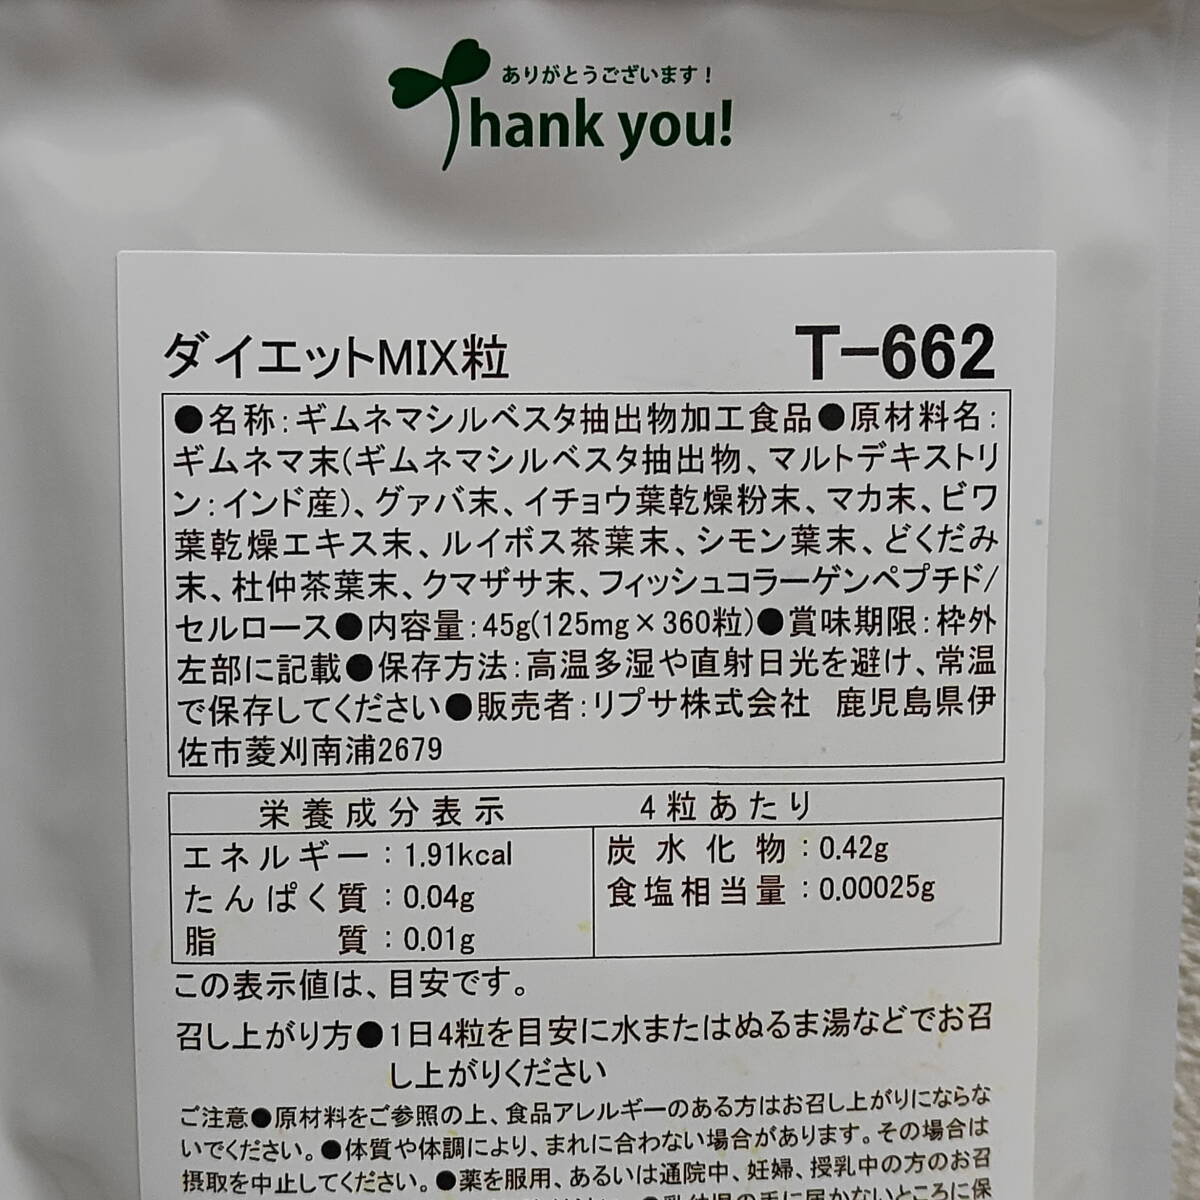 ありがとうございます!
Thank you!
ダイエットMIX粒 T-662
●名称:ギムネマシルベスタ抽出物加工食品●原材料名:
ギムネマ末(ギムネマシルベスタ抽出物、マルトデキストリ
ン:インド産)、グァバ末、イチョウ葉乾燥粉末、マカ末、ビワ
葉乾燥エキス末、ルイボス茶葉末、シモン葉末、どくだみ
末、杜仲茶葉末、クマザサ末、フィッシュコラーゲンペプチド/
セルロース●内容量:45g(125mg×360粒)●賞味期限:枠外
左部に記載●保存方法:高温多湿や直射日光を避け、常温
で保存してください●販売者:リプサ株式会社 鹿児島県伊
佐市菱刈南浦2679
栄養成分表示 4粒あたり
エネルギー:1.91kcal
たんぱく質:0.04g
脂質:0.01g
炭水化物:0.42g
食塩相当量:0.00025g
この表示値は、目安です。
召し上がり方●1日4粒を目安に水またはぬるま湯などでお召
し上がりください
ご注意●原材料をご参照の上、食品アレルギーのある方はお召し上がりにならな
いでください。●体質や体調により、まれに合わない場合があります。その場合は
摂取を中止してください。●薬を服用、あるいは通院中、妊婦、授乳中の方のお召
●乳幼児の手に届かないところに保